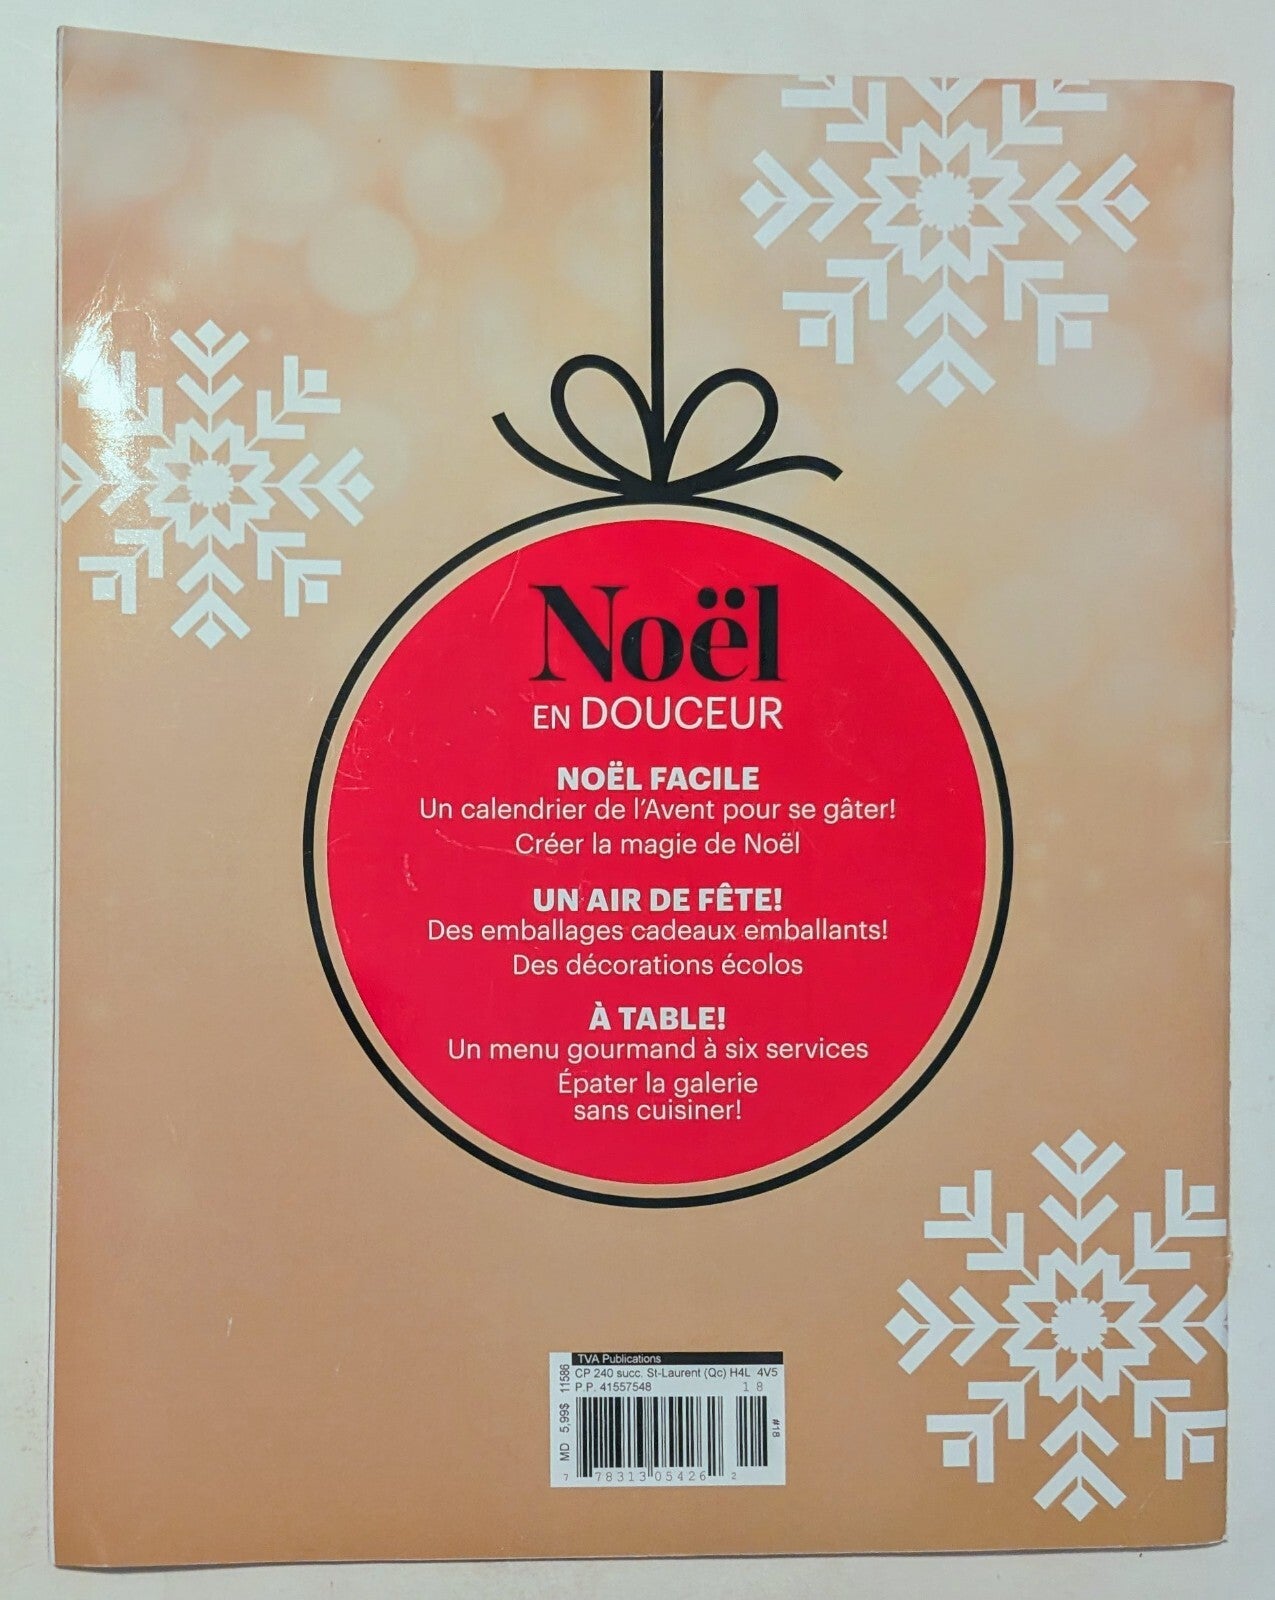 Noël
EN DOUCEUR
NOËL FACILE
Un calendrier de l'Avent pour se gâter!
Créer la magie de Noël
UN AIR DE FÊTE!
Des emballages cadeaux emballants!
Des décorations écolos
À TABLE!
Un menu gourmand à six services
Épater la galerie
sans cuisiner!
TVA Publications
CP 240 succ. St-Laurent (Qc) H4L 4V5
P.P. 41557548
18
MD 5,99$ 11586
#18
7 78313 05426 2